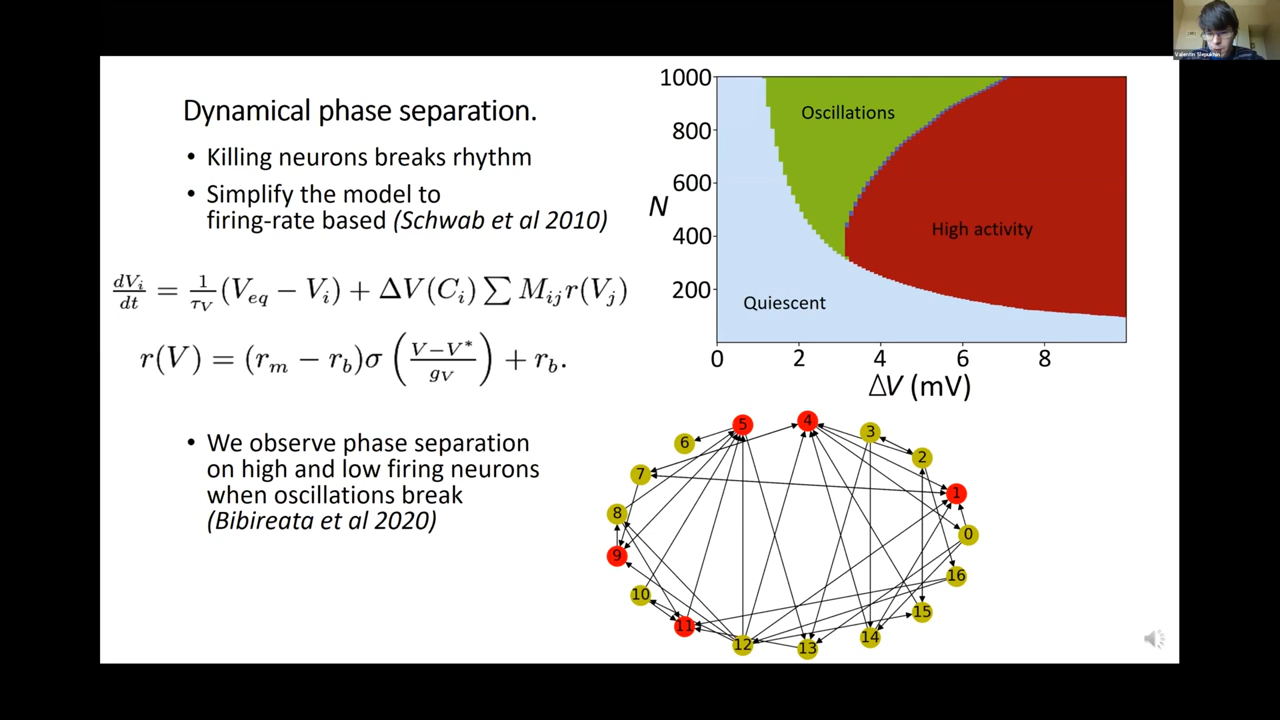 Valentin Slepukhin
Dynamical phase separation.
• Killing neurons breaks rhythm
• Simplify the model to
firing-rate based (Schwab et al 2010)
dV_i/dt = 1/τ_V (V_eq − V_i) + ΔV(C_i) ∑ M_ij r(V_j)
r(V) = (r_m − r_b)σ((V−V*)/g_V) + r_b.
• We observe phase separation
on high and low firing neurons
when oscillations break
(Bibireata et al 2020)
1000
800
600
400
200
N
Oscillations
High activity
Quiescent
0 2 4 6 8
ΔV (mV)
5
4
3
6
2
7
1
8
0
9
16
10
15
11
14
12
13